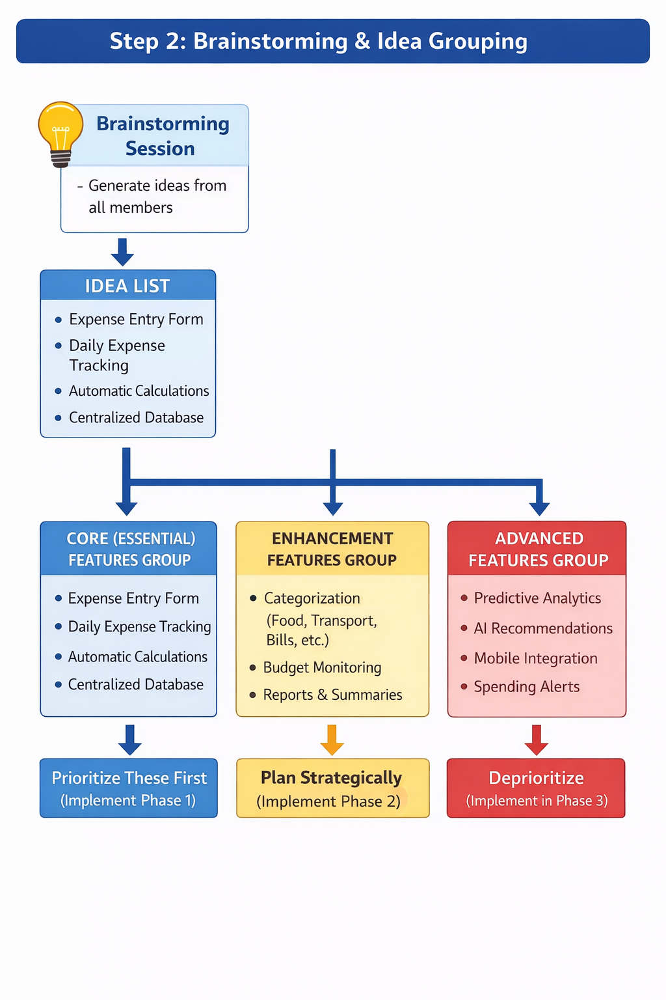 Step 2: Brainstorming & Idea Grouping
Brainstorming
Session
- Generate ideas from
all members
IDEA LIST
• Expense Entry Form
• Daily Expense
Tracking
• Automatic Calculations
• Centralized Database
CORE (ESSENTIAL)
FEATURES GROUP
• Expense Entry Form
• Daily Expense Tracking
• Automatic Calculations
• Centralized Database
ENHANCEMENT
FEATURES GROUP
• Categorization
(Food, Transport,
Bills, etc.)
• Budget Monitoring
• Reports & Summaries
ADVANCED
FEATURES GROUP
• Predictive Analytics
• AI Recommendations
• Mobile Integration
• Spending Alerts
Prioritize These First
(Implement Phase 1)
Plan Strategically
(Implement Phase 2)
Deprioritize
(Implement in Phase 3)